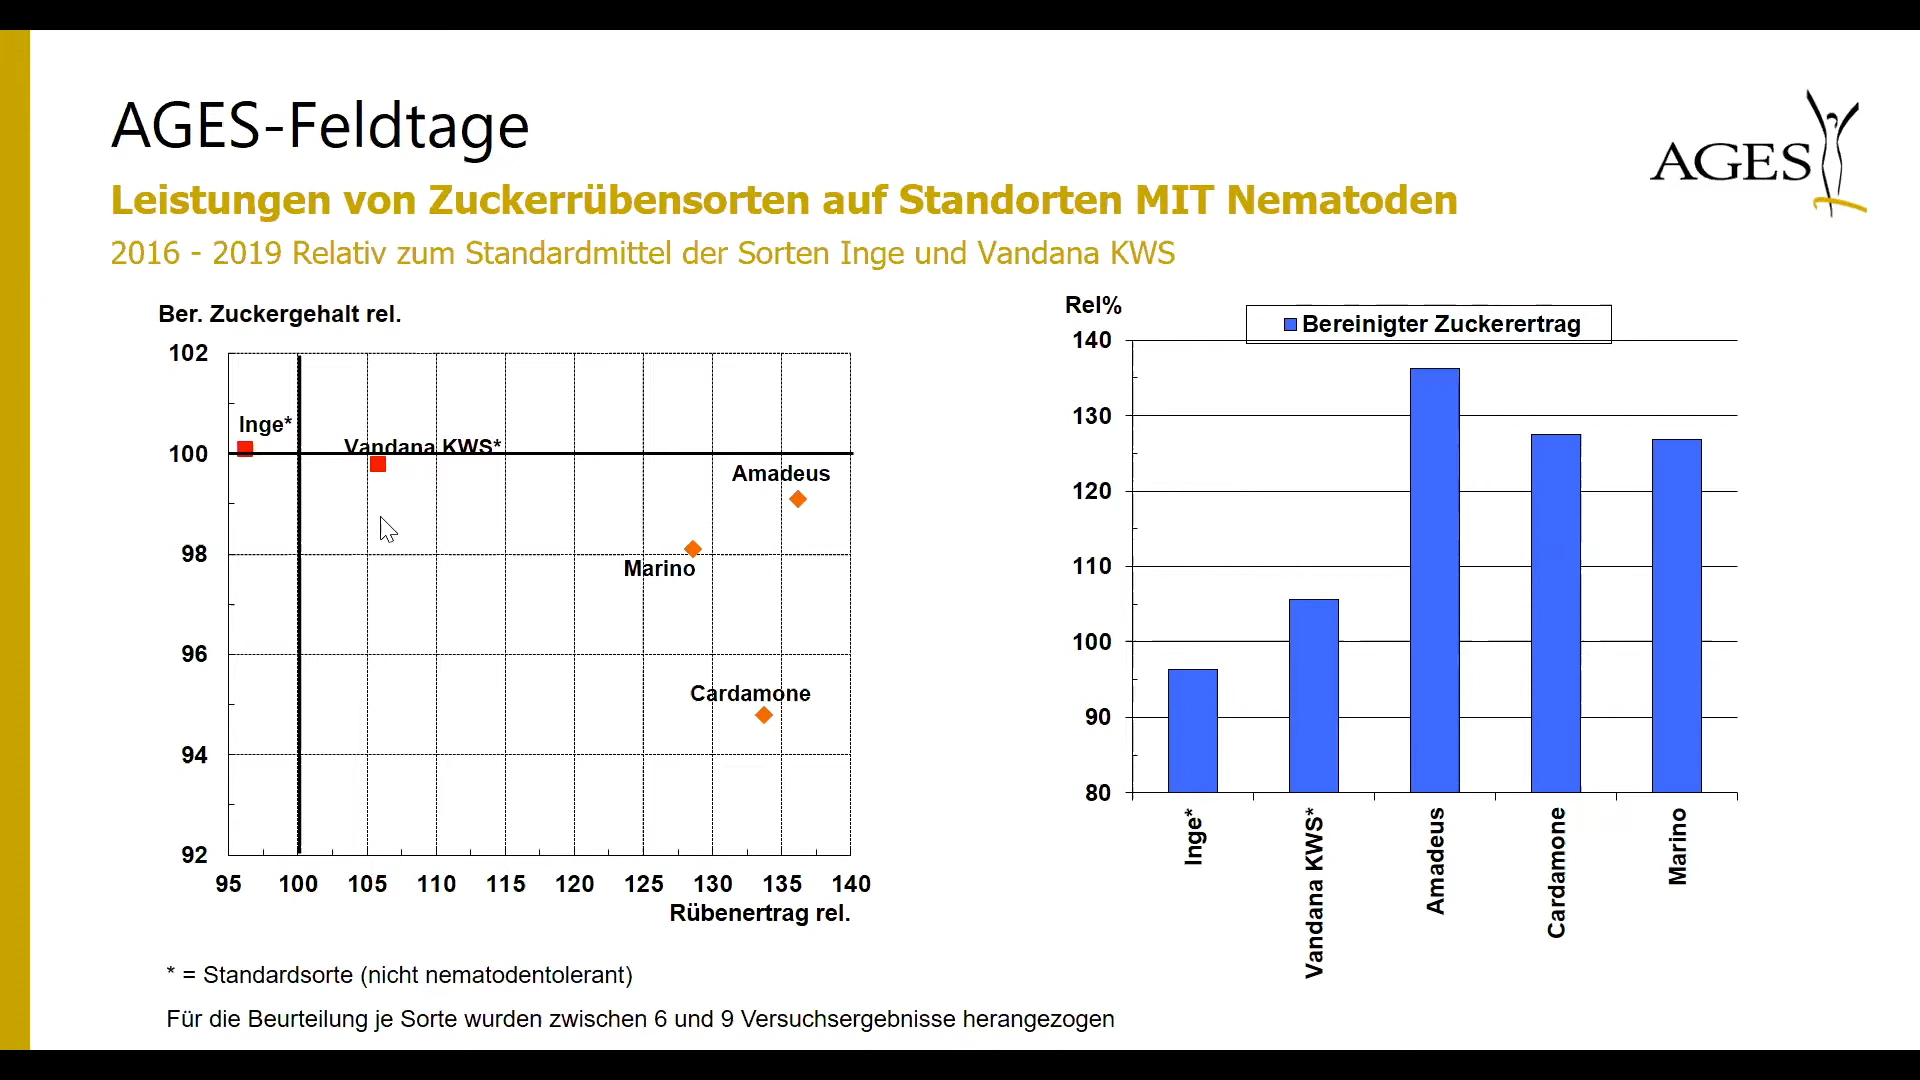 AGES-Feldtage
AGES
Leistungen von Zuckerrübensorten auf Standorten MIT Nematoden
2016 - 2019 Relativ zum Standardmittel der Sorten Inge und Vandana KWS
Ber. Zuckergehalt rel.
102
100
98
96
94
92
Inge*
Vandana KWS*
Amadeus
Marino
Cardamone
95 100 105 110 115 120 125 130 135 140
Rübenertrag rel.
Rel%
Bereinigter Zuckerertrag
140
130
120
110
100
90
80
Inge*
Vandana KWS*
Amadeus
Cardamone
Marino
* = Standardsorte (nicht nematodentolerant)
Für die Beurteilung je Sorte wurden zwischen 6 und 9 Versuchsergebnisse herangezogen